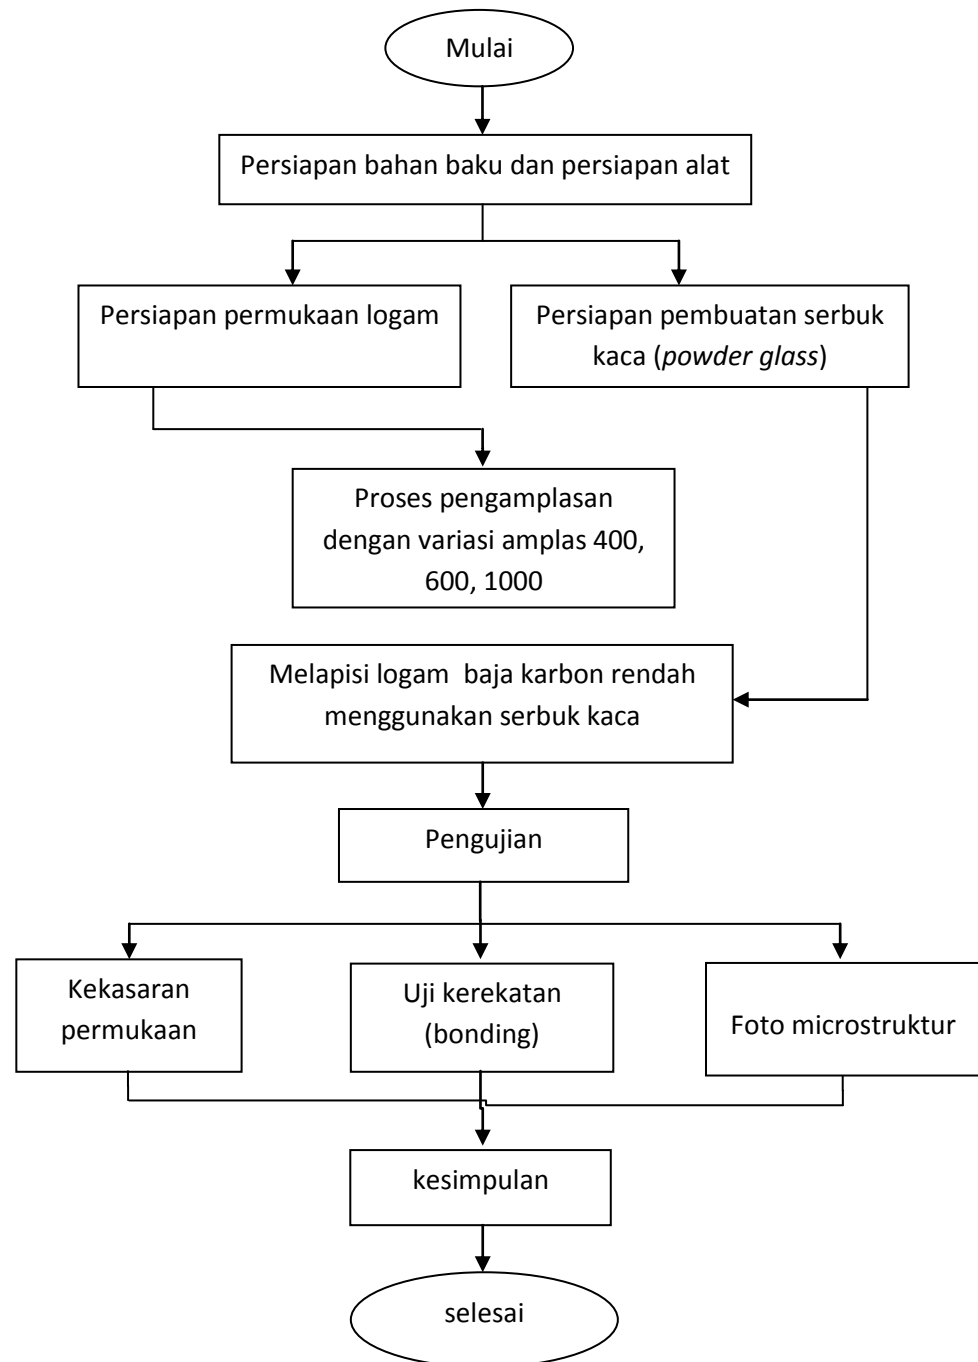 Mulai
Persiapan bahan baku dan persiapan alat
Persiapan permukaan logam
Persiapan pembuatan serbuk
kaca (powder glass)
Proses pengamplasan
dengan variasi amplas 400,
600, 1000
Melapisi logam  baja karbon rendah
menggunakan serbuk kaca
Pengujian
Kekasaran
permukaan
Uji kerekatan
(bonding)
Foto microstruktur
kesimpulan
selesai